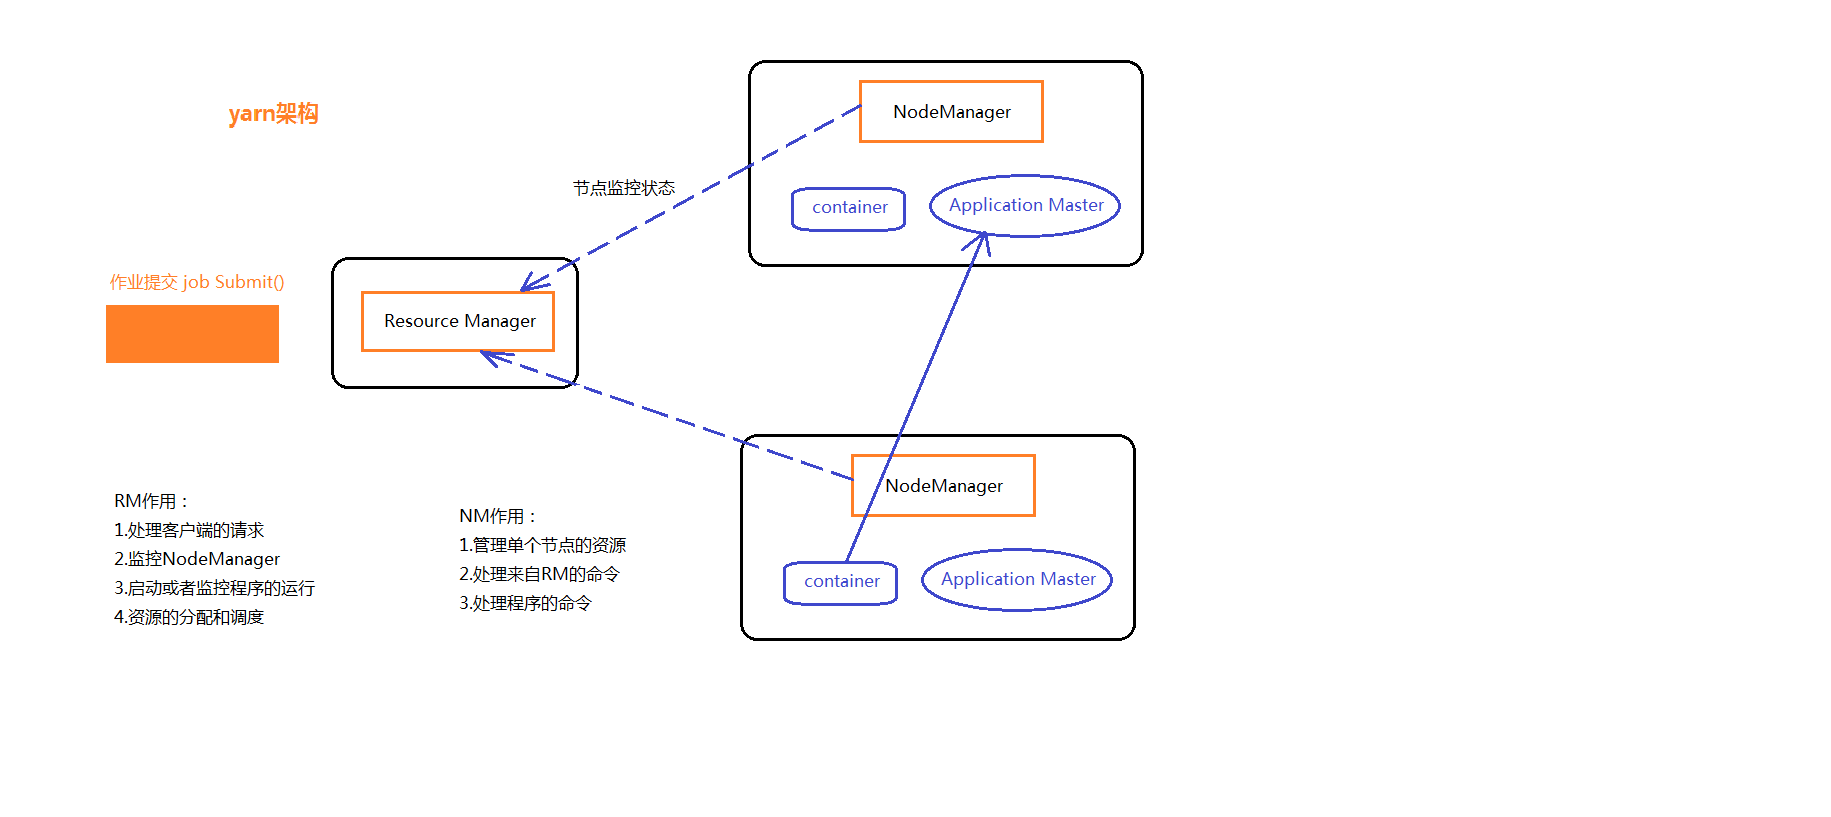 yarn架构
NodeManager
节点监控状态
container
Application Master
作业提交 job Submit()
Resource Manager
NodeManager
container
Application Master
RM作用：
1.处理客户端的请求
2.监控NodeManager
3.启动或者监控程序的运行
4.资源的分配和调度
NM作用：
1.管理单个节点的资源
2.处理来自RM的命令
3.处理程序的命令